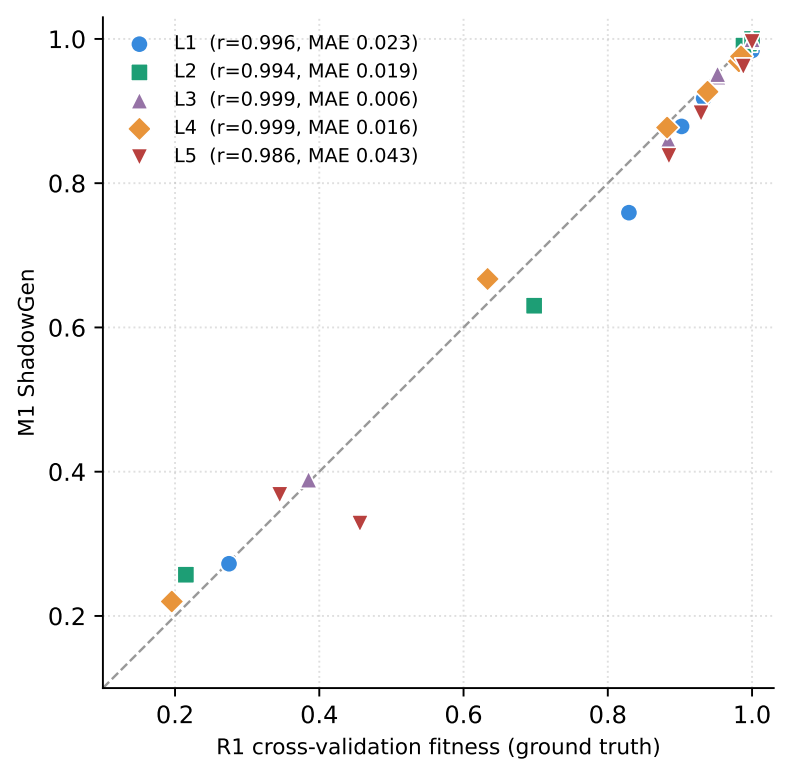 1.0
0.8
0.6
0.4
0.2
M1 ShadowGen
L1 (r=0.996, MAE 0.023)
L2 (r=0.994, MAE 0.019)
L3 (r=0.999, MAE 0.006)
L4 (r=0.999, MAE 0.016)
L5 (r=0.986, MAE 0.043)
0.2 0.4 0.6 0.8 1.0
R1 cross-validation fitness (ground truth)